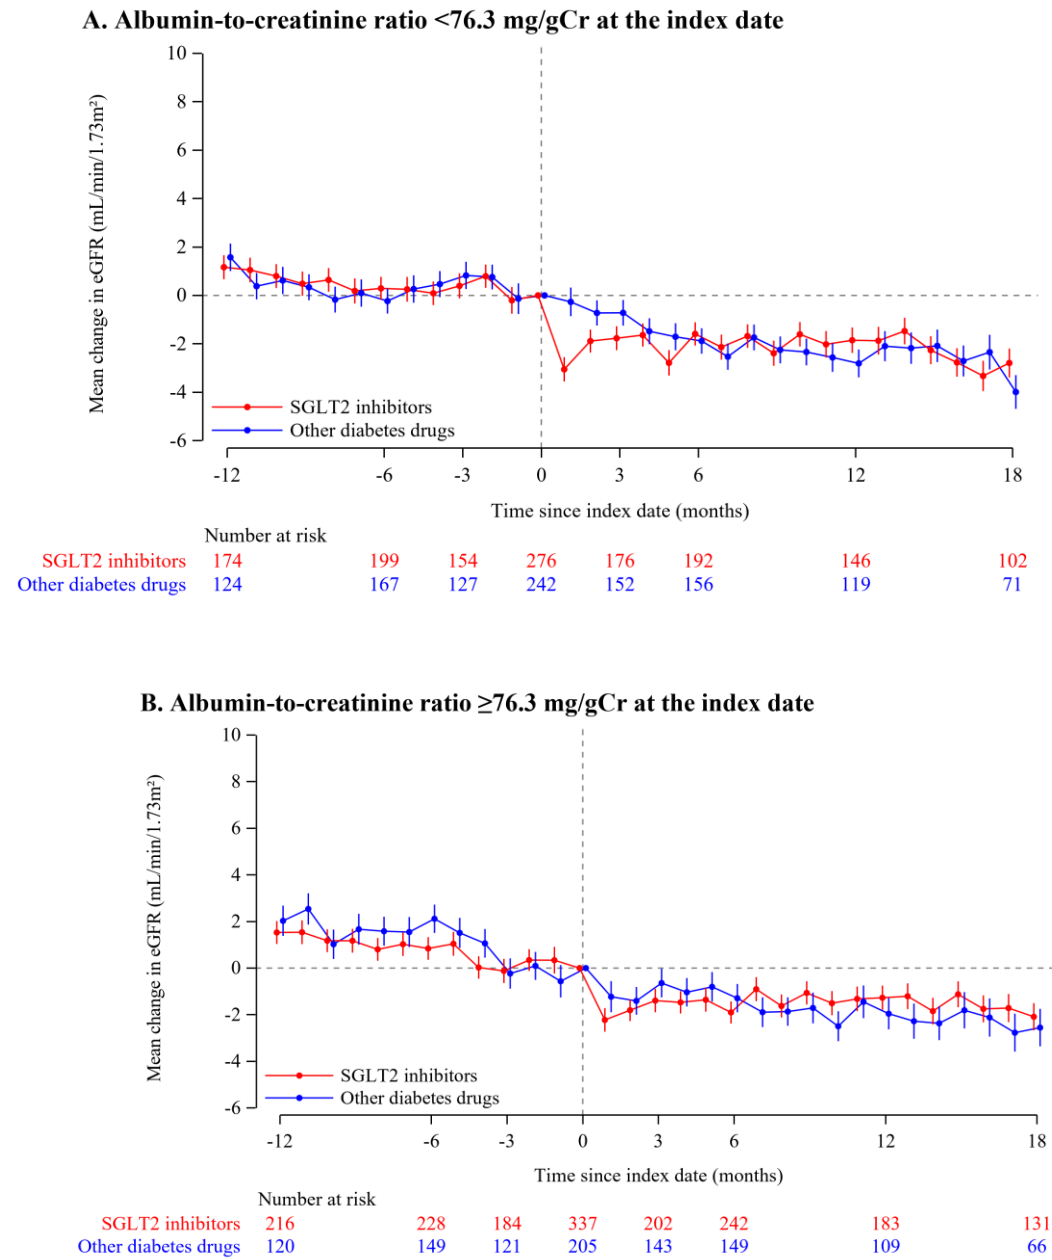 A. Albumin-to-creatinine ratio <76.3 mg/gCr at the index date
10
8
6
4
2
0
-2
-4
-6
Mean change in eGFR (mL/min/1.73m²)
SGLT2 inhibitors
Other diabetes drugs
-12 -6 -3 0 3 6 12 18
Time since index date (months)
Number at risk
SGLT2 inhibitors 174 199 154 276 176 192 146 102
Other diabetes drugs 124 167 127 242 152 156 119 71
B. Albumin-to-creatinine ratio ≥76.3 mg/gCr at the index date
10
8
6
4
2
0
-2
-4
-6
Mean change in eGFR (mL/min/1.73m²)
SGLT2 inhibitors
Other diabetes drugs
-12 -6 -3 0 3 6 12 18
Time since index date (months)
Number at risk
SGLT2 inhibitors 216 228 184 337 202 242 183 131
Other diabetes drugs 120 149 121 205 143 149 109 66